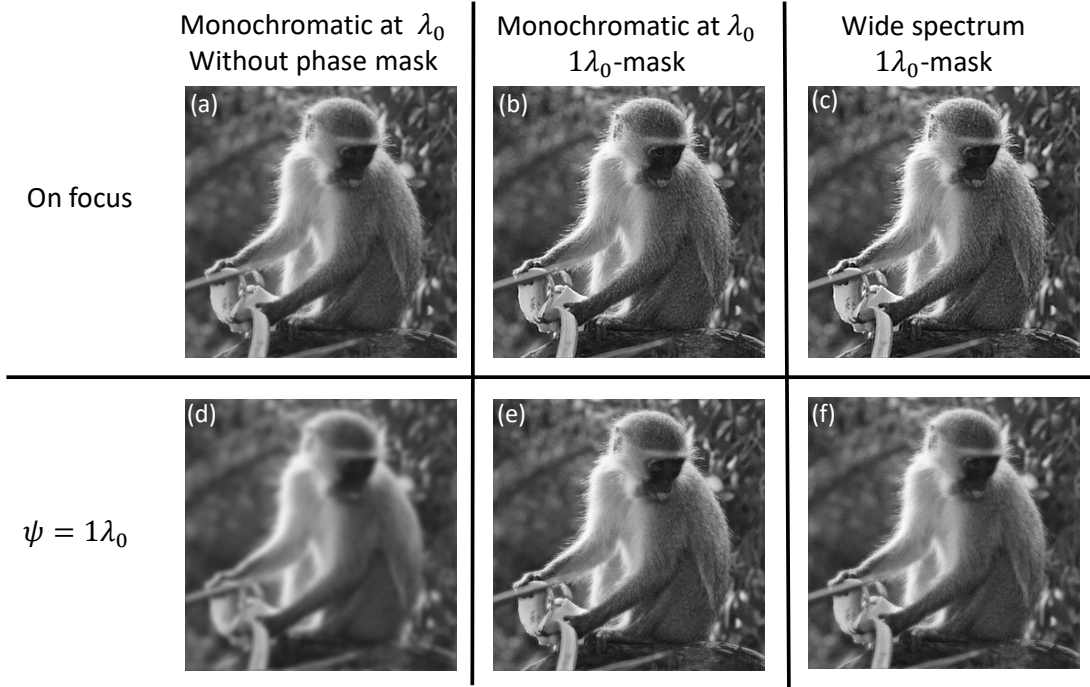 Monochromatic at λ₀
Without phase mask
Monochromatic at λ₀
1λ₀-mask
Wide spectrum
1λ₀-mask
On focus
(a)
(b)
(c)
ψ = 1λ₀
(d)
(e)
(f)